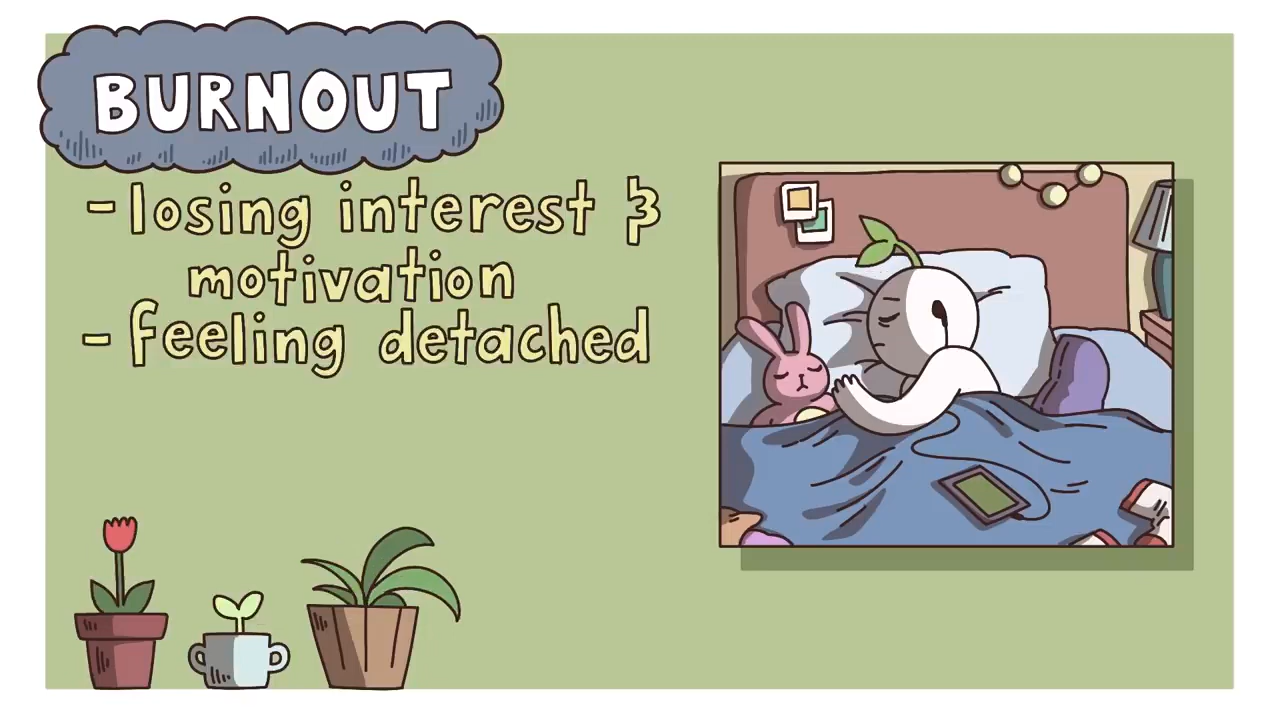 BURNOUT
- losing interest &
motivation
- feeling detached